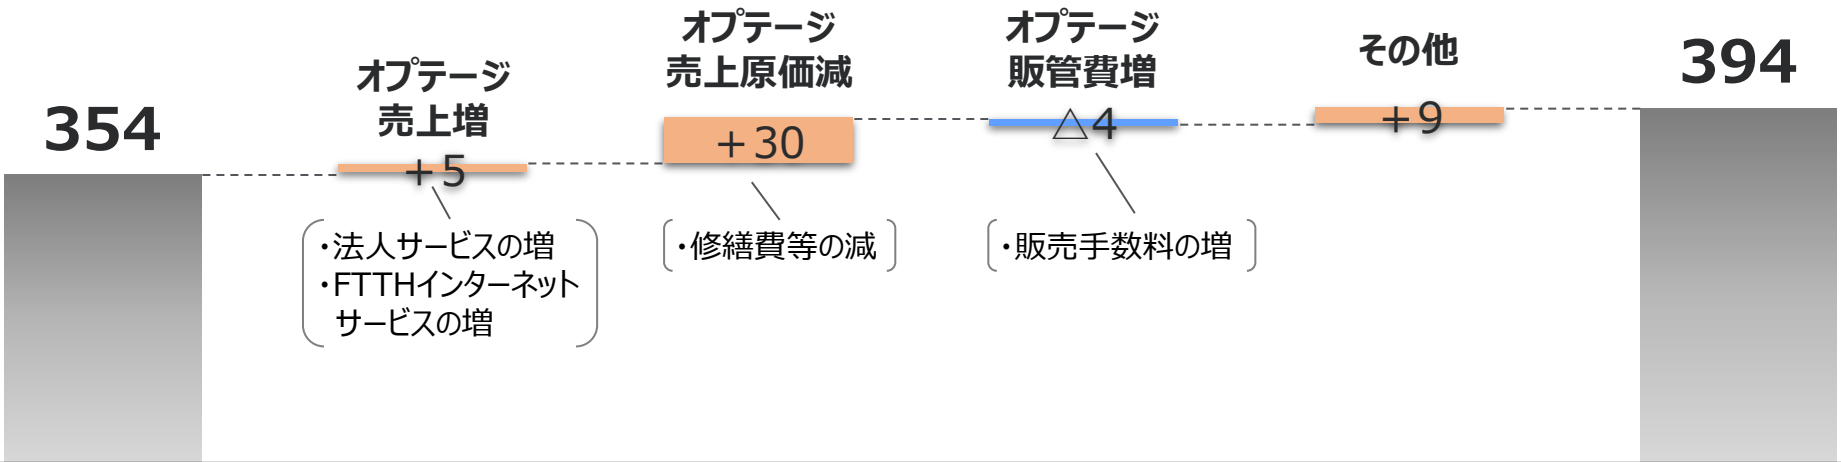 354
オプテージ
売上増
+5
・法人サービスの増
・FTTHインターネット
サービスの増
オプテージ
売上原価減
+30
・修繕費等の減
オプテージ
販管費増
△4
・販売手数料の増
その他
+9
394